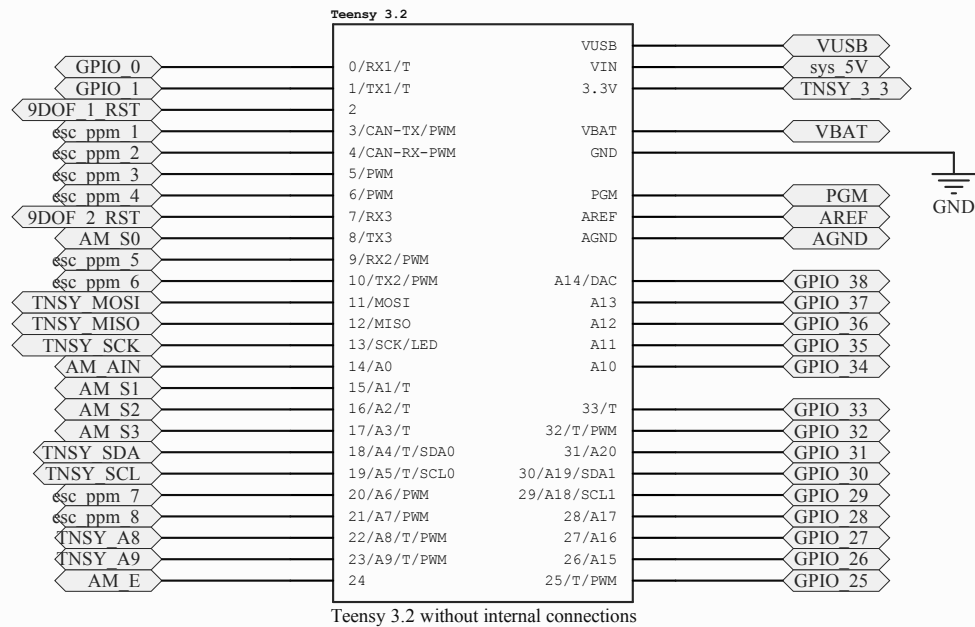 Teensy 3.2
VUSB VUSB
GPIO_0 0/RX1/T VIN sys_5V
GPIO_1 1/TX1/T 3.3V TNSY_3_3
9DOF_1_RST 2
esc_ppm_1 3/CAN-TX/PWM VBAT VBAT
esc_ppm_2 4/CAN-RX-PWM GND
esc_ppm_3 5/PWM
esc_ppm_4 6/PWM PGM PGM
GND
9DOF_2_RST 7/RX3 AREF AREF
AM_S0 8/TX3 AGND AGND
esc_ppm_5 9/RX2/PWM
esc_ppm_6 10/TX2/PWM A14/DAC GPIO_38
TNSY_MOSI 11/MOSI A13 GPIO_37
TNSY_MISO 12/MISO A12 GPIO_36
TNSY_SCK 13/SCK/LED A11 GPIO_35
AM_AIN 14/A0 A10 GPIO_34
AM_S1 15/A1/T
AM_S2 16/A2/T 33/T GPIO_33
AM_S3 17/A3/T 32/T/PWM GPIO_32
TNSY_SDA 18/A4/T/SDA0 31/A20 GPIO_31
TNSY_SCL 19/A5/T/SCL0 30/A19/SDA1 GPIO_30
esc_ppm_7 20/A6/PWM 29/A18/SCL1 GPIO_29
esc_ppm_8 21/A7/PWM 28/A17 GPIO_28
TNSY_A8 22/A8/T/PWM 27/A16 GPIO_27
TNSY_A9 23/A9/T/PWM 26/A15 GPIO_26
AM_E 24 25/T/PWM GPIO_25
Teensy 3.2 without internal connections